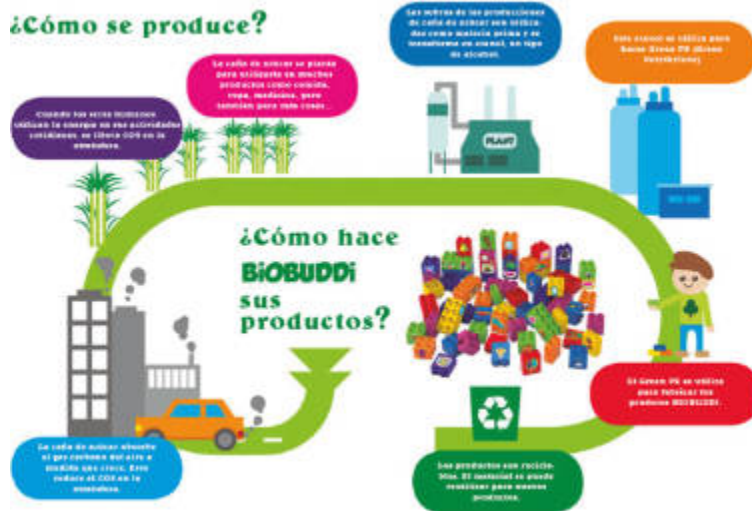 ¿Cómo se produce?
La caña de azúcar se planta
para utilizarla en muchos
productos como comida,
ropa, medicina, pero
también para más cosas.
Cuando los seres humanos
utilizan la energía en sus actividades
cotidianas, se libera CO2 en la
atmósfera.
Los restos de las producciones
de caña de azúcar son utiliza-
das como materia prima y se
transforma en etanol, un tipo
de alcohol.
Este etanol se utiliza para
hacer Green PE (Green
PLANT
¿Cómo hace
BiOBUDDi
sus
productos?
El Green PE se utiliza
para fabricar los
productos BIOBUDDI.
La caña de azúcar absorbe
el gas carbono del aire a
medida que crece. Esto
reduce el CO2 en la
atmósfera.
Los productos son recicla-
bles. El material se puede
reutilizar para nuevos
productos.